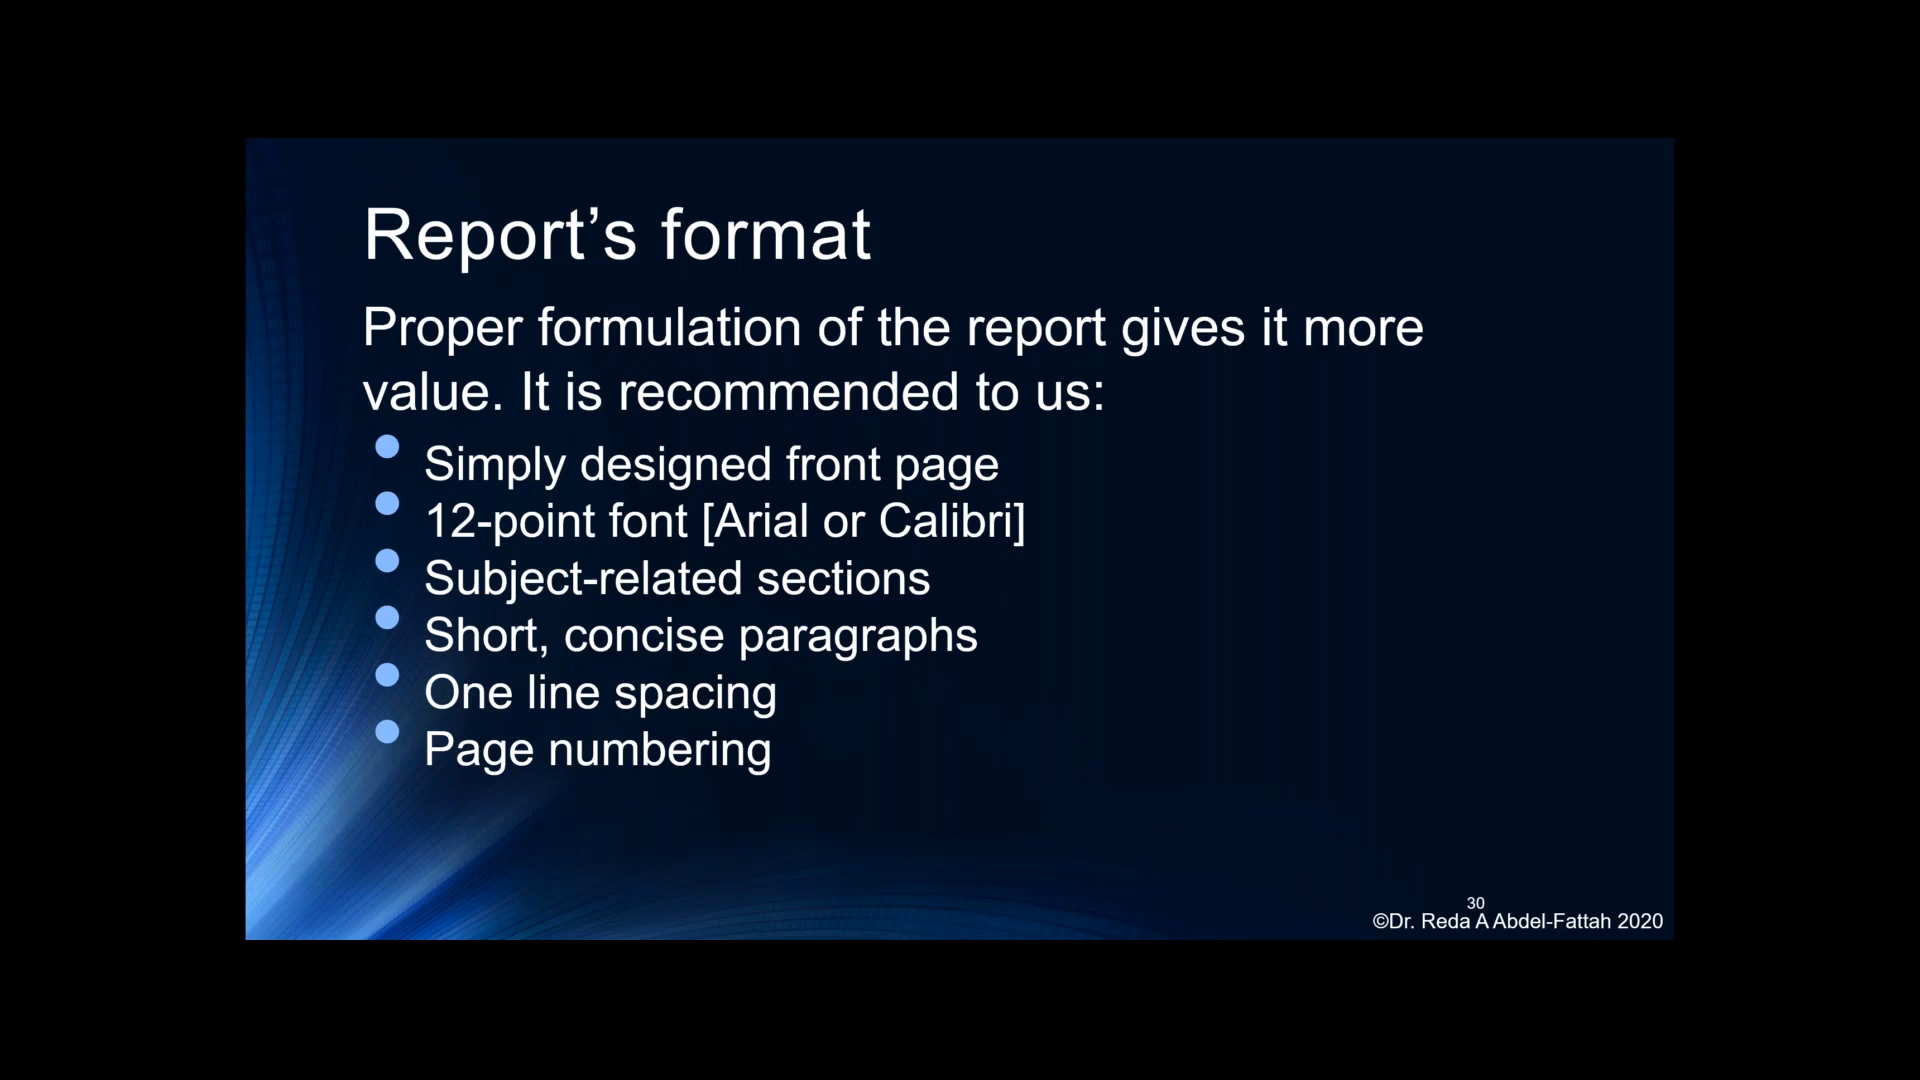 Report’s format
Proper formulation of the report gives it more
value. It is recommended to us:
Simply designed front page
12-point font [Arial or Calibri]
Subject-related sections
Short, concise paragraphs
One line spacing
Page numbering
30
©Dr. Reda A Abdel-Fattah 2020